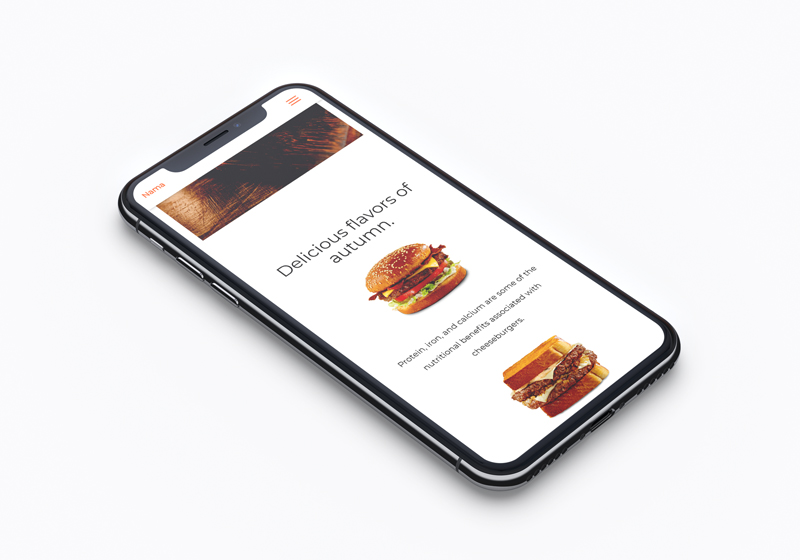 Nama
Delicious flavors of
autumn.
Protein, iron, and calcium are some of the
nutritional benefits associated with
cheeseburgers.